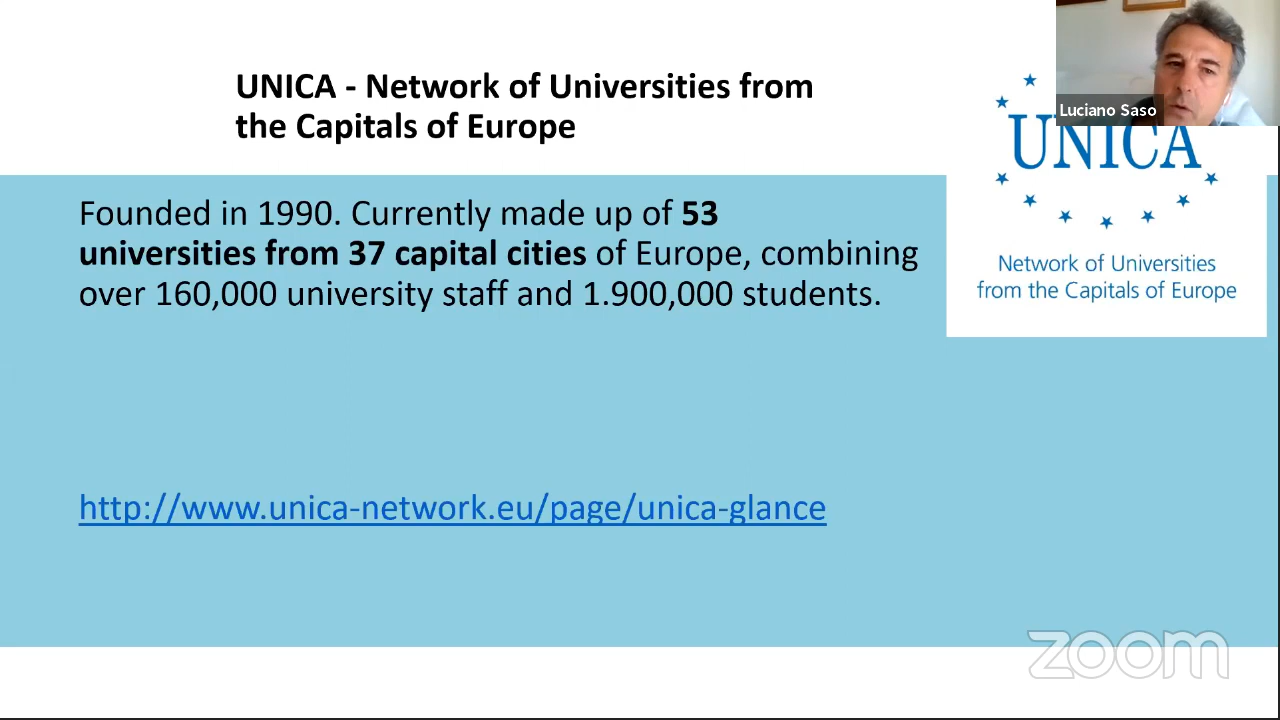 UNICA - Network of Universities from
the Capitals of Europe
Luciano Saso
UNICA
Network of Universities
from the Capitals of Europe
Founded in 1990. Currently made up of 53
universities from 37 capital cities of Europe, combining
over 160,000 university staff and 1.900,000 students.
http://www.unica-network.eu/page/unica-glance
zoom